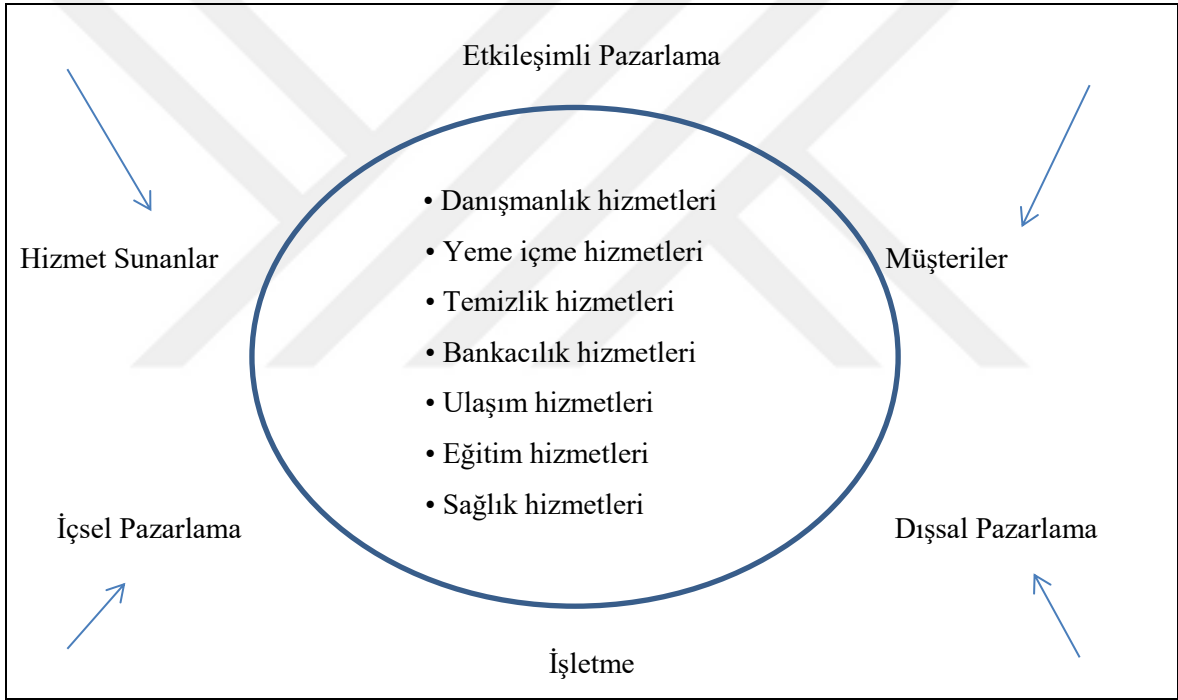 Etkileşimli Pazarlama
• Danışmanlık hizmetleri
• Yeme içme hizmetleri
Hizmet Sunanlar
Müşteriler
• Temizlik hizmetleri
• Bankacılık hizmetleri
• Ulaşım hizmetleri
• Eğitim hizmetleri
• Sağlık hizmetleri
İçsel Pazarlama
Dışsal Pazarlama
İşletme